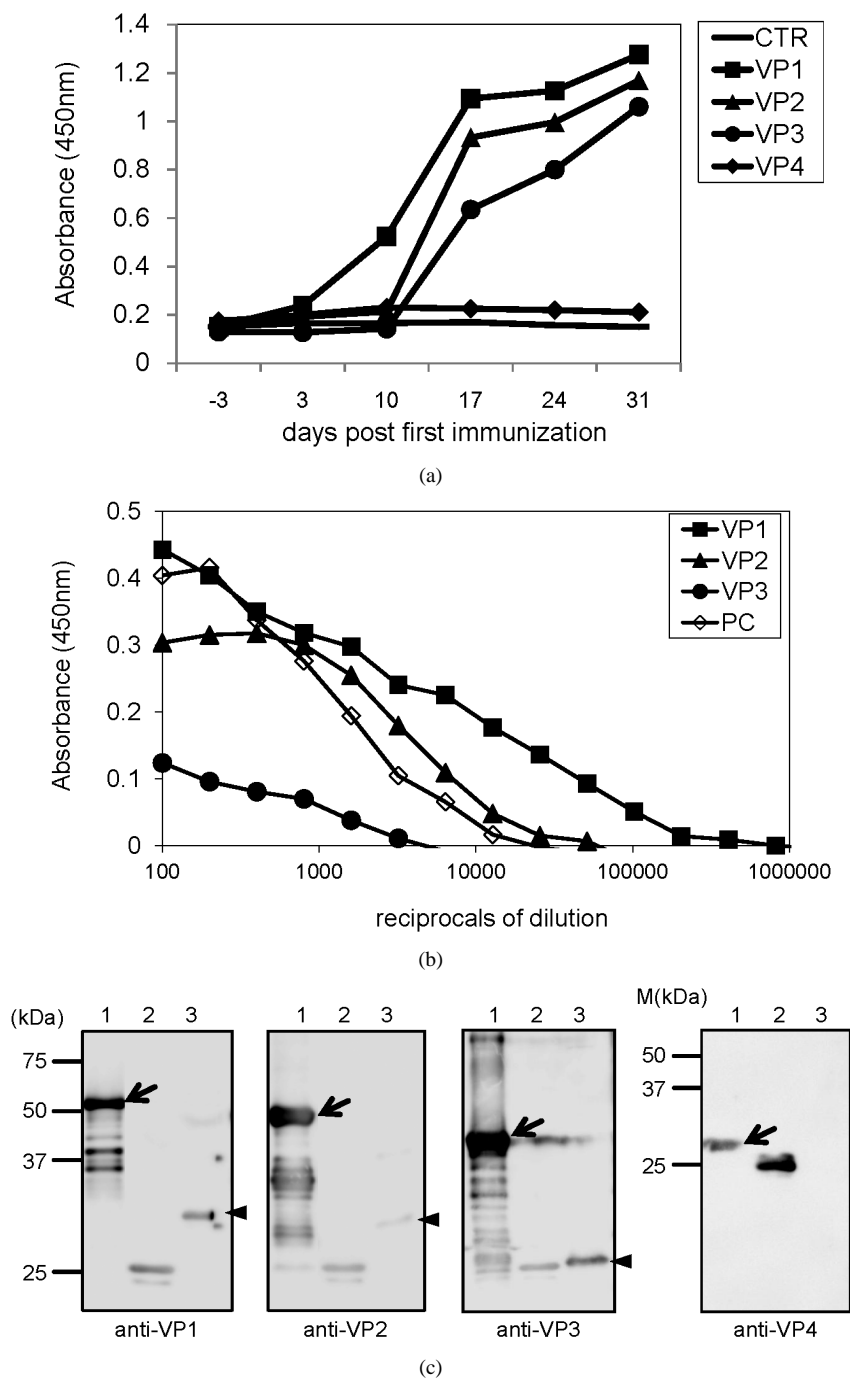 1.4
1.2
1
0.8
0.6
0.4
0.2
0
Absorbance (450nm)
-3 3 10 17 24 31
days post first immunization
CTR
VP1
VP2
VP3
VP4
(a)
0.5
0.4
0.3
0.2
0.1
0
Absorbance (450nm)
100 1000 10000 100000 1000000
reciprocals of dilution
VP1
VP2
VP3
PC
(b)
(kDa) 1 2 3 1 2 3 1 2 3 M(kDa) 1 2 3
75
50
37
25
50
37
25
anti-VP1 anti-VP2 anti-VP3 anti-VP4
(c)